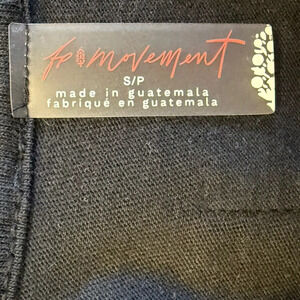 fp movement
S/P
made in guatemala
fabriqué en guatemala